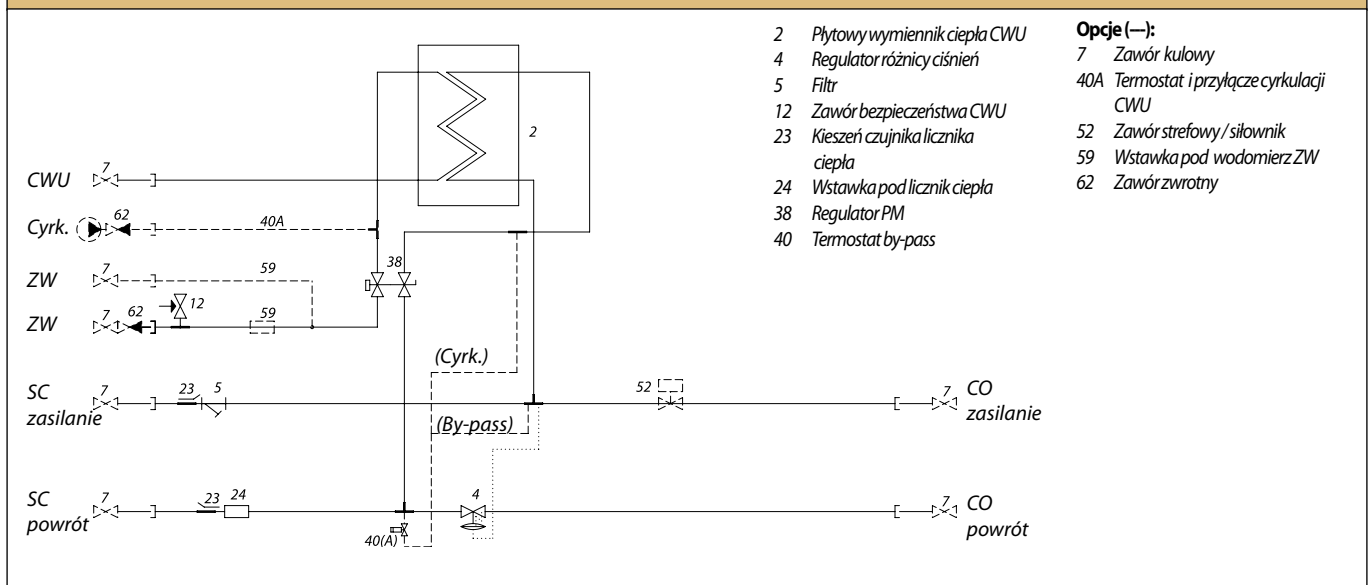 2 Płytowy wymiennik ciepła CWU
4 Regulator różnicy ciśnień
5 Filtr
12 Zawór bezpieczeństwa CWU
23 Kieszeń czujnika licznika
ciepła
24 Wstawka pod licznik ciepła
38 Regulator PM
40 Termostat by-pass
Opcje (---):
7 Zawór kulowy
40A Termostat i przyłącze cyrkulacji
CWU
52 Zawór strefowy / siłownik
59 Wstawka pod wodomierz ZW
62 Zawór zwrotny
2
CWU 7
Cyrk. 62 40A
ZW 7 59 38
ZW 7 62 12 59
(Cyrk.)
SC
zasilanie
7 23 5
52
7
CO
zasilanie
(By-pass)
SC
powrót
7 23 24
4
7
CO
powrót
40(A)